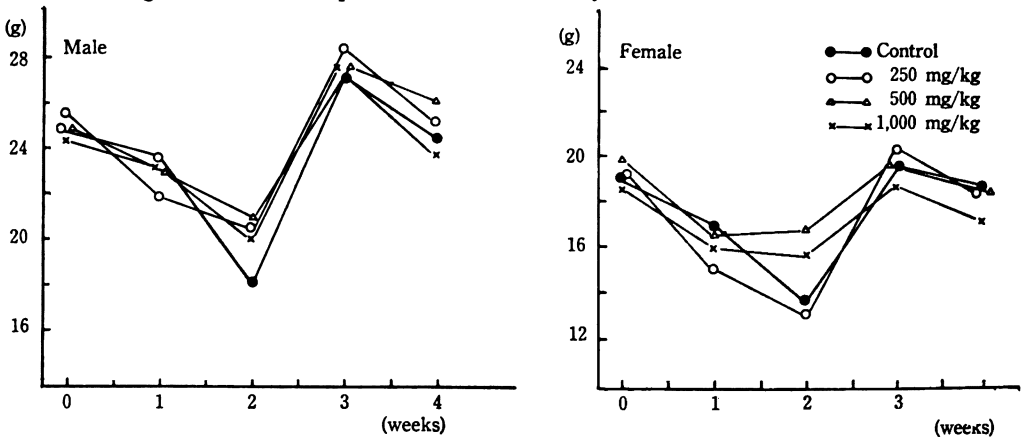 (g)
Male
28
24
20
16
0 1 2 3 4
(weeks)
(g)
Female
Control
250 mg/kg
500 mg/kg
1,000 mg/kg
24
20
16
12
0 1 2 3 4
(weeks)